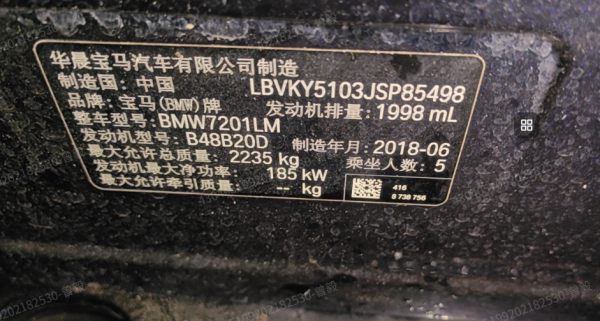 华晨宝马汽车有限公司制造
制造国: 中国 LBVKY5103JSP85498
品牌: 宝马(BMW)牌 发动机排量: 1998 mL
整车型号: BMW7201LM
发动机型号: B48B20D 制造年月: 2018-06
最大允许总质量: 2235 kg 乘坐人数: 5
发动机最大净功率: 185 kW
最大允许牵引质量: -- kg
416
9 738 756